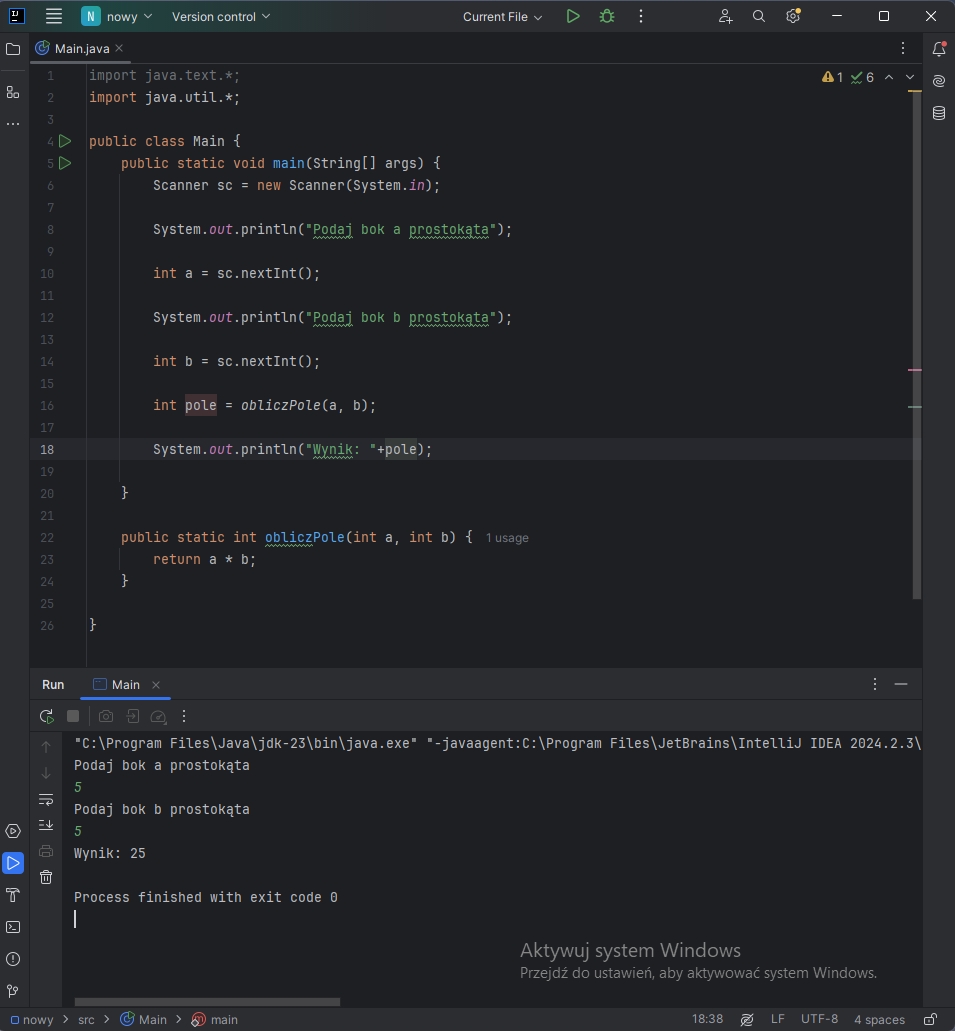 N nowy Version control Current File
Main.java
1 import java.text.*;
2 import java.util.*;
3
4 public class Main {
5 public static void main(String[] args) {
6 Scanner sc = new Scanner(System.in);
7
8 System.out.println("Podaj bok a prostokąta");
9
10 int a = sc.nextInt();
11
12 System.out.println("Podaj bok b prostokąta");
13
14 int b = sc.nextInt();
15
16 int pole = obliczPole(a, b);
17
18 System.out.println("Wynik: "+pole);
19
20 }
21
22 public static int obliczPole(int a, int b) { 1 usage
23 return a * b;
24 }
25
26 }
1 6
Run Main
"C:\Program Files\Java\jdk-23\bin\java.exe" "-javaagent:C:\Program Files\JetBrains\IntelliJ IDEA 2024.2.3\
Podaj bok a prostokąta
5
Podaj bok b prostokąta
5
Wynik: 25
Process finished with exit code 0
Aktywuj system Windows
Przejdź do ustawień, aby aktywować system Windows.
nowy > src > Main > main 18:38 LF UTF-8 4 spaces